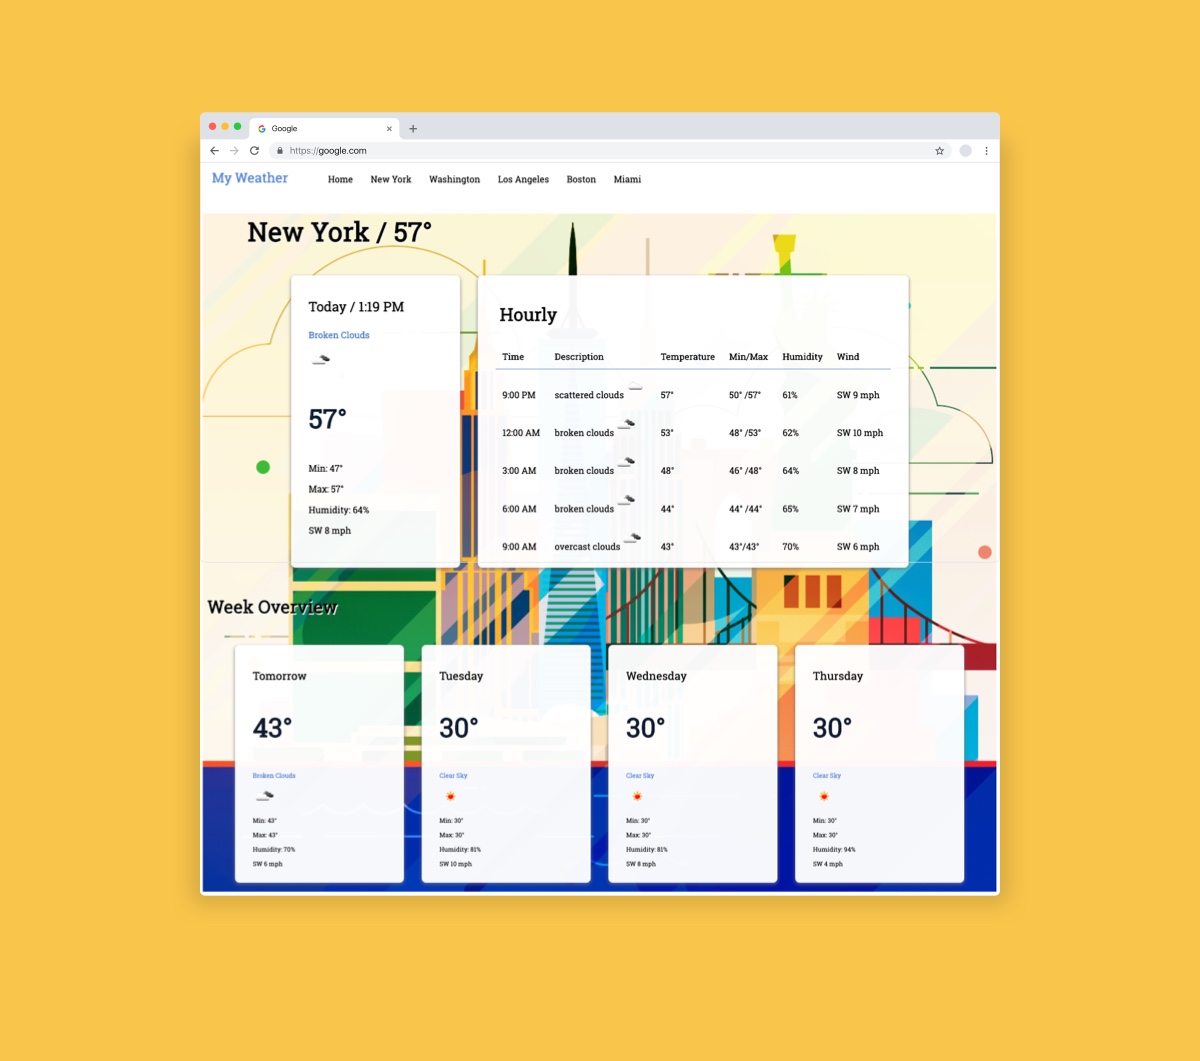 Google
https://google.com
My Weather Home New York Washington Los Angeles Boston Miami
New York / 57°
Today / 1:19 PM
Broken Clouds
57°
Min: 47°
Max: 57°
Humidity: 64%
SW 8 mph
Hourly
Time Description Temperature Min/Max Humidity Wind
9:00 PM scattered clouds 57° 50° /57° 61% SW 9 mph
12:00 AM broken clouds 53° 48° /53° 62% SW 10 mph
3:00 AM broken clouds 48° 46° /48° 64% SW 8 mph
6:00 AM broken clouds 44° 44° /44° 65% SW 7 mph
9:00 AM overcast clouds 43° 43°/43° 70% SW 6 mph
Week Overview
Tomorrow
43°
Broken Clouds
Min: 43°
Max: 43°
Humidity: 70%
SW 6 mph
Tuesday
30°
Clear Sky
Min: 30°
Max: 30°
Humidity: 81%
SW 10 mph
Wednesday
30°
Clear Sky
Min: 30°
Max: 30°
Humidity: 81%
SW 8 mph
Thursday
30°
Clear Sky
Min: 30°
Max: 30°
Humidity: 94%
SW 4 mph